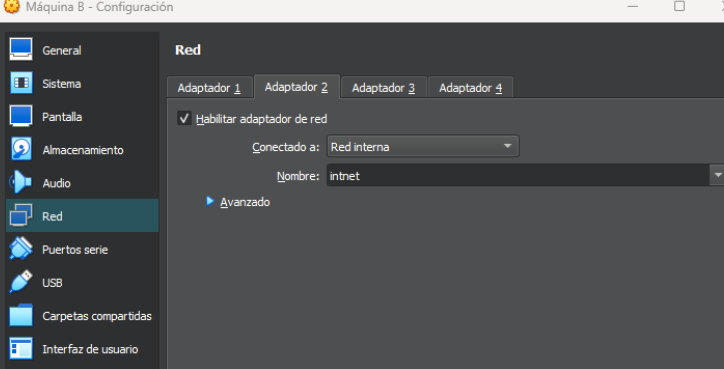 Máquina B - Configuración
General
Sistema
Pantalla
Almacenamiento
Audio
Red
Puertos serie
USB
Carpetas compartidas
Interfaz de usuario
Red
Adaptador 1 Adaptador 2 Adaptador 3 Adaptador 4
Habilitar adaptador de red
Conectado a: Red interna
Nombre: intnet
Avanzado